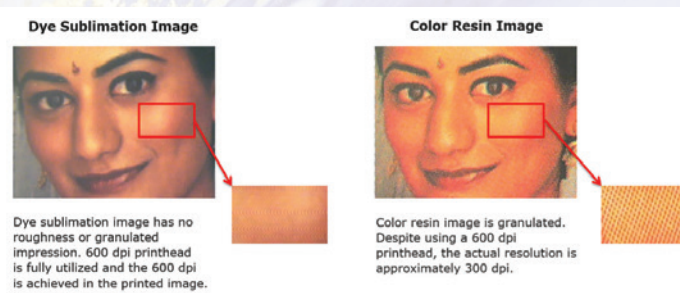 Dye Sublimation Image
Color Resin Image
Dye sublimation image has no
roughness or granulated
impression. 600 dpi printhead
is fully utilized and the 600 dpi
is achieved in the printed image.
Color resin image is granulated.
Despite using a 600 dpi
printhead, the actual resolution is
approximately 300 dpi.